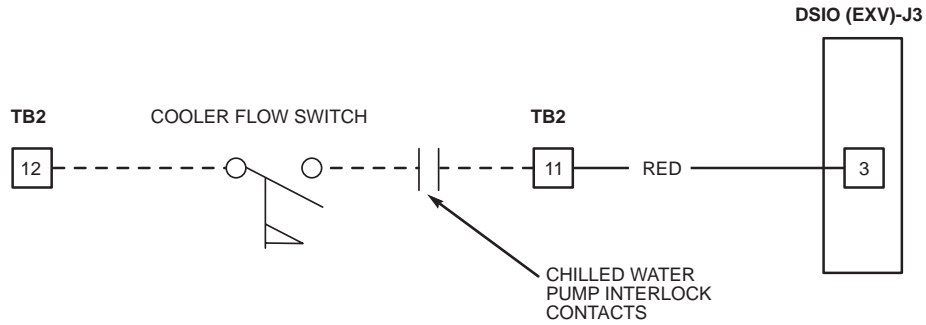 DSIO (EXV)-J3
TB2
COOLER FLOW SWITCH
TB2
12
11
RED
3
CHILLED WATER
PUMP INTERLOCK
CONTACTS